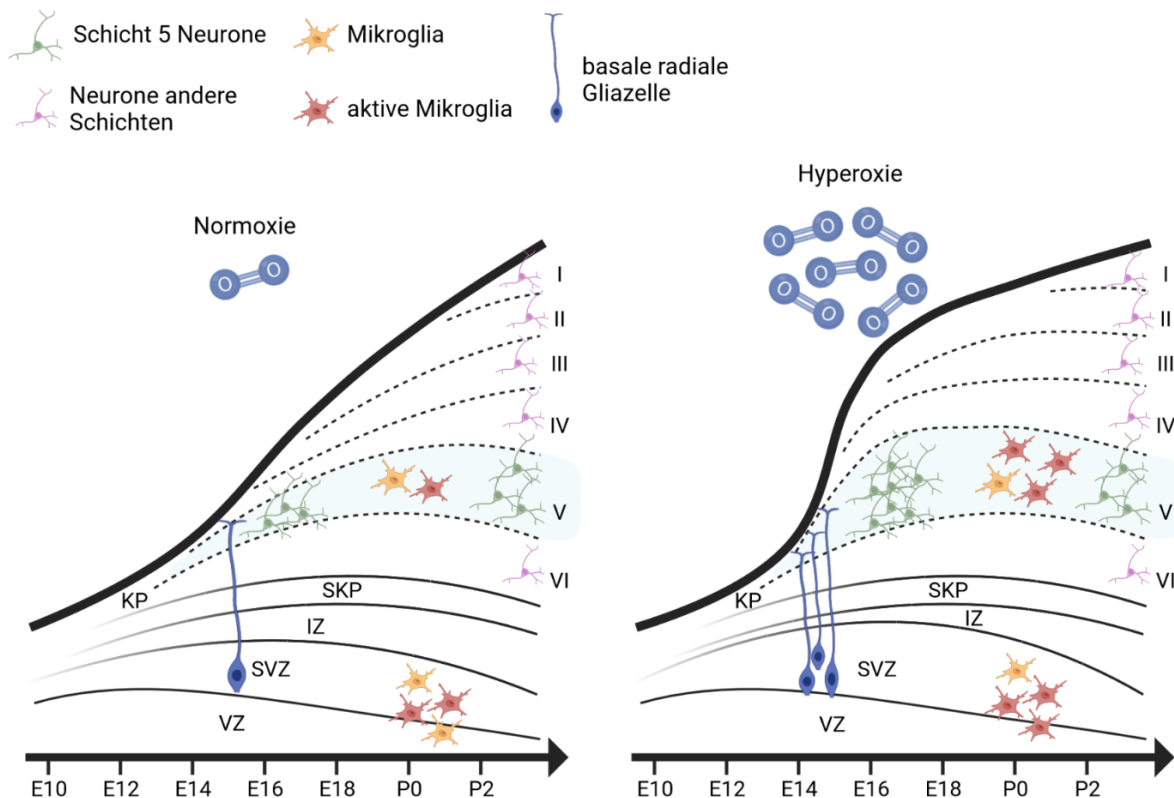 Schicht 5 Neurone
Mikroglia
basale radiale
Gliazelle
Neurone andere
Schichten
aktive Mikroglia
Normoxie
O O
I
II
III
IV
V
VI
KP
SKP
IZ
SVZ
VZ
E10 E12 E14 E16 E18 P0 P2
Hyperoxie
O O O O
O O
O O O O
I
II
III
IV
V
VI
KP
SKP
IZ
SVZ
VZ
E10 E12 E14 E16 E18 P0 P2